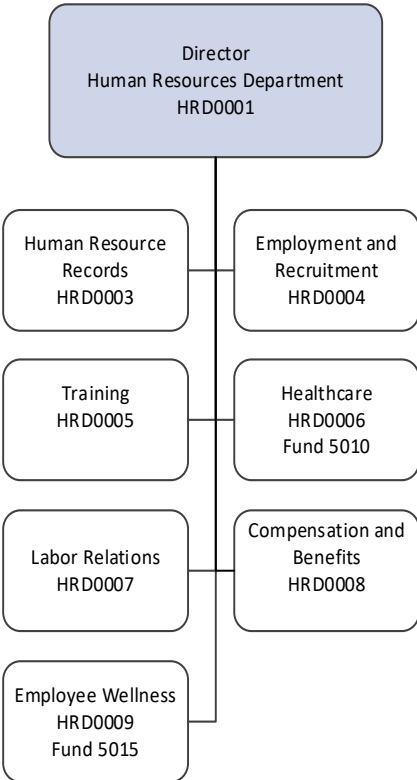 Director
Human Resources Department
HRD0001
Human Resource
Records
HRD0003
Employment and
Recruitment
HRD0004
Training
HRD0005
Healthcare
HRD0006
Fund 5010
Labor Relations
HRD0007
Compensation and
Benefits
HRD0008
Employee Wellness
HRD0009
Fund 5015